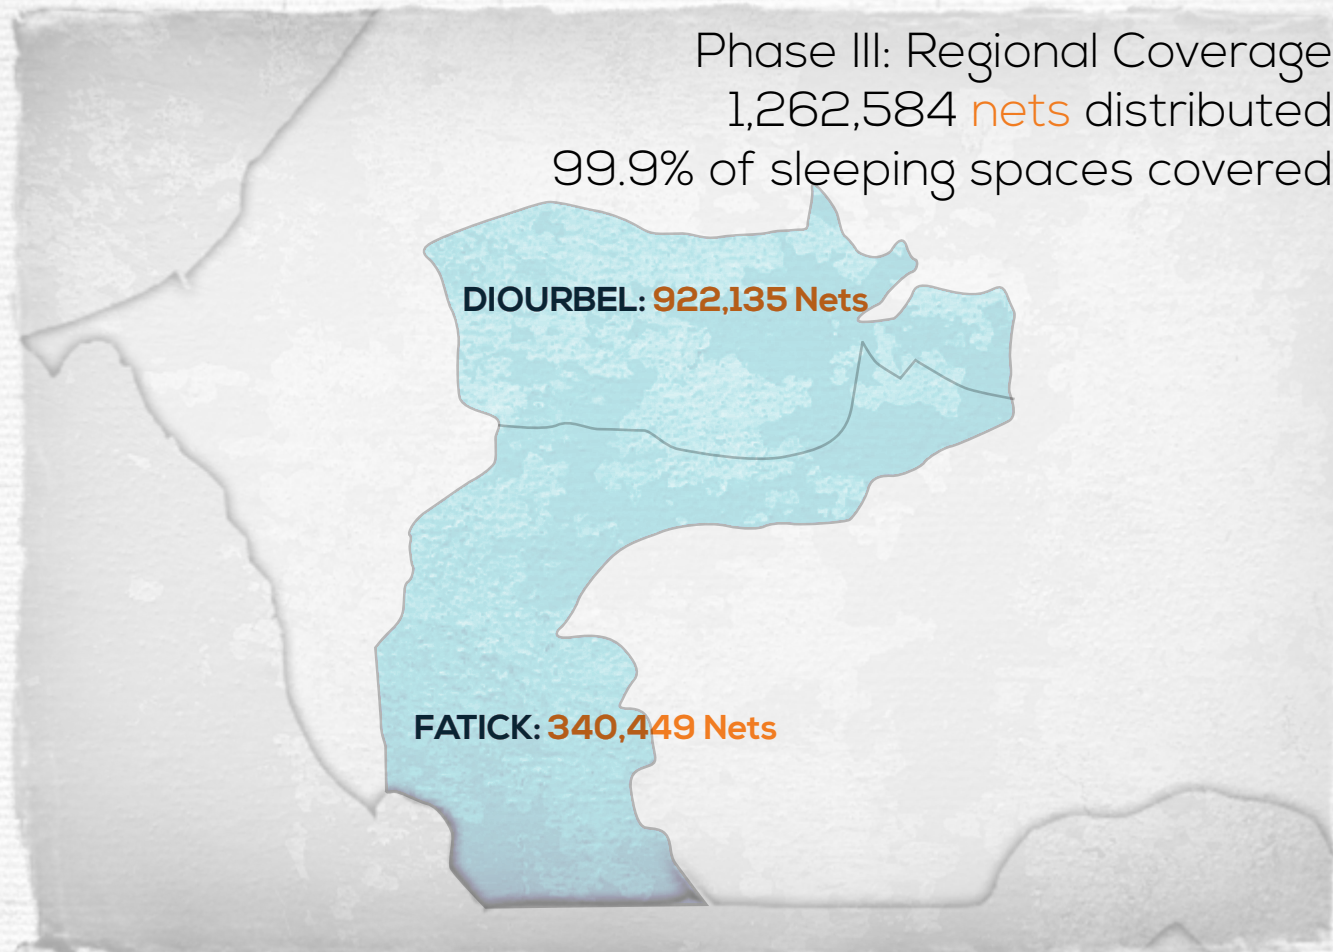 Phase III: Regional Coverage
1,262,584 nets distributed
99.9% of sleeping spaces covered
DIOURBEL: 922,135 Nets
FATICK: 340,449 Nets